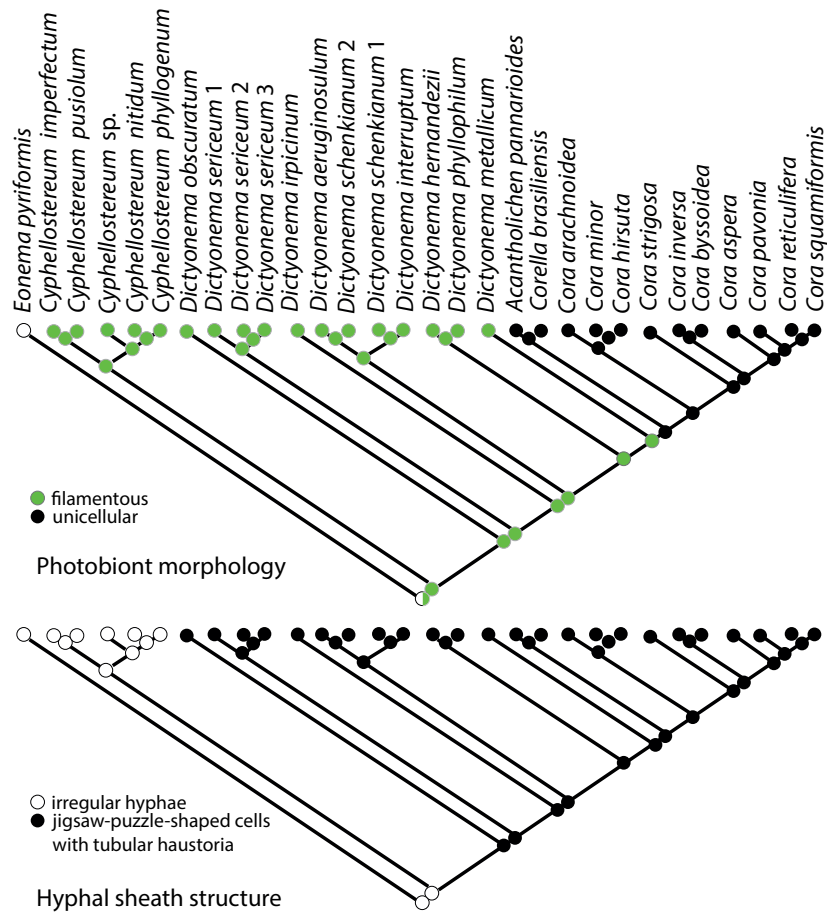 Eonema pyriformis
Cyphellostereum imperfectum
Cyphellostereum pusiolum
Cyphellostereum sp.
Cyphellostereum nitidum
Cyphellostereum phyllogenum
Dictyonema obscuratum
Dictyonema sericeum 1
Dictyonema sericeum 2
Dictyonema sericeum 3
Dictyonema irpicinum
Dictyonema aeruginosulum
Dictyonema schenkianum 2
Dictyonema schenkianum 1
Dictyonema interruptum
Dictyonema hernandezii
Dictyonema phyllophilum
Dictyonema metallicum
Acantholichen pannarioides
Corella brasiliensis
Cora arachnoidea
Cora minor
Cora hirsuta
Cora strigosa
Cora inversa
Cora byssoidea
Cora aspera
Cora pavonia
Cora reticulifera
Cora squamiformis
filamentous
unicellular
Photobiont morphology
irregular hyphae
jigsaw-puzzle-shaped cells
with tubular haustoria
Hyphal sheath structure